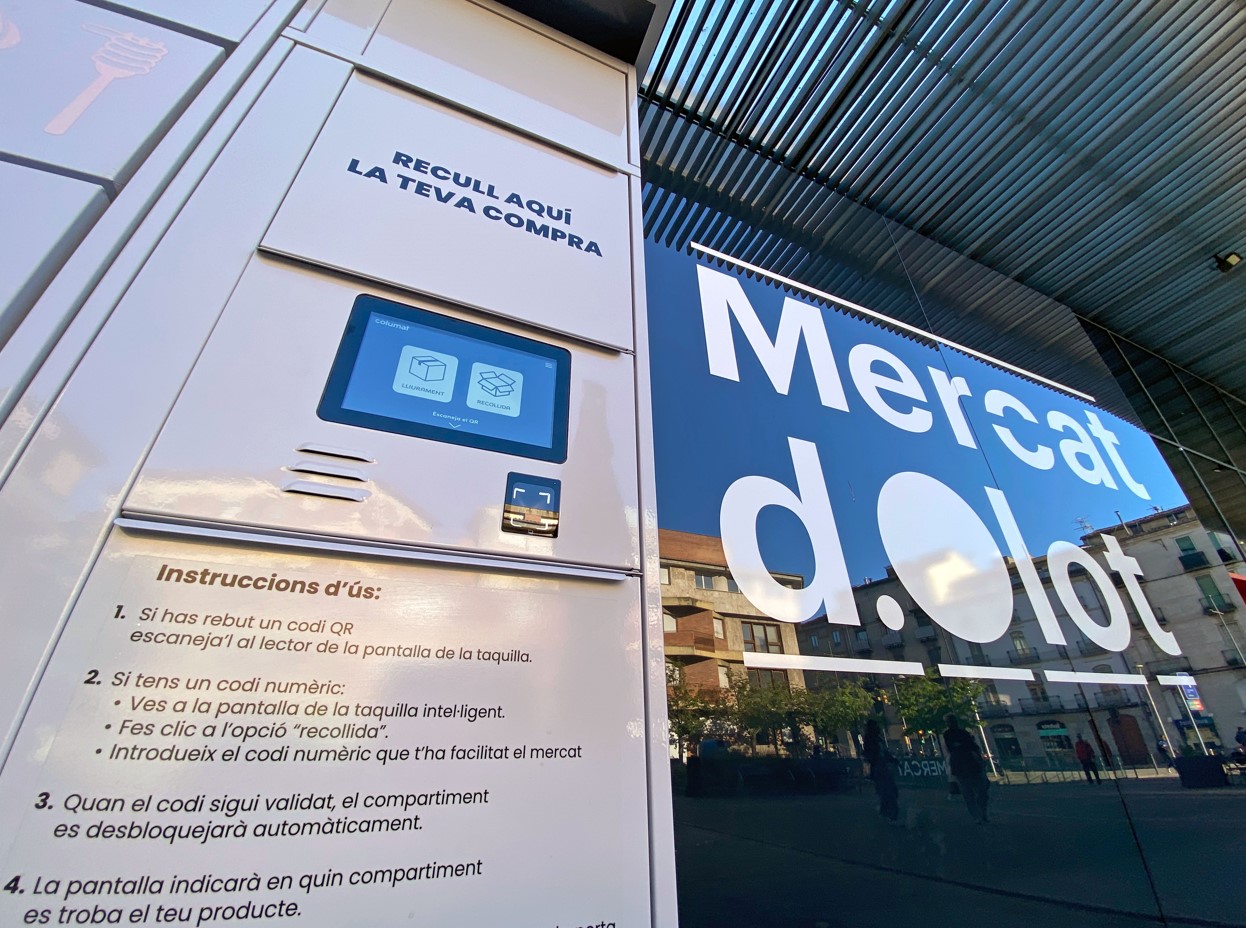 RECULL AQUÍ
LA TEVA COMPRA
columat
LLIURAMENT
RECOLLIDA
Escaneja el QR
Instruccions d’ús:
1. Si has rebut un codi QR
escaneja’l al lector de la pantalla de la taquilla.
2. Si tens un codi numèric:
• Ves a la pantalla de la taquilla intel·ligent.
• Fes clic a l’opció “recollida”.
• Introdueix el codi numèric que t’ha facilitat el mercat
3. Quan el codi sigui validat, el compartiment
es desbloquejarà automàticament.
4. La pantalla indicarà en quin compartiment
es troba el teu producte.
Mercat
d.Olot
MERCAT